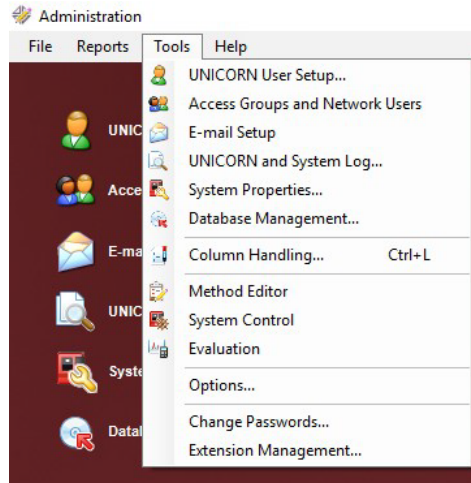 Administration
File Reports Tools Help
UNICORN User Setup...
Access Groups and Network Users
E-mail Setup
UNICORN and System Log...
System Properties...
Database Management...
Column Handling... Ctrl+L
Method Editor
System Control
Evaluation
Options...
Change Passwords...
Extension Management...
UNIC
Acce
E-ma
UNIC
Syste
Datal